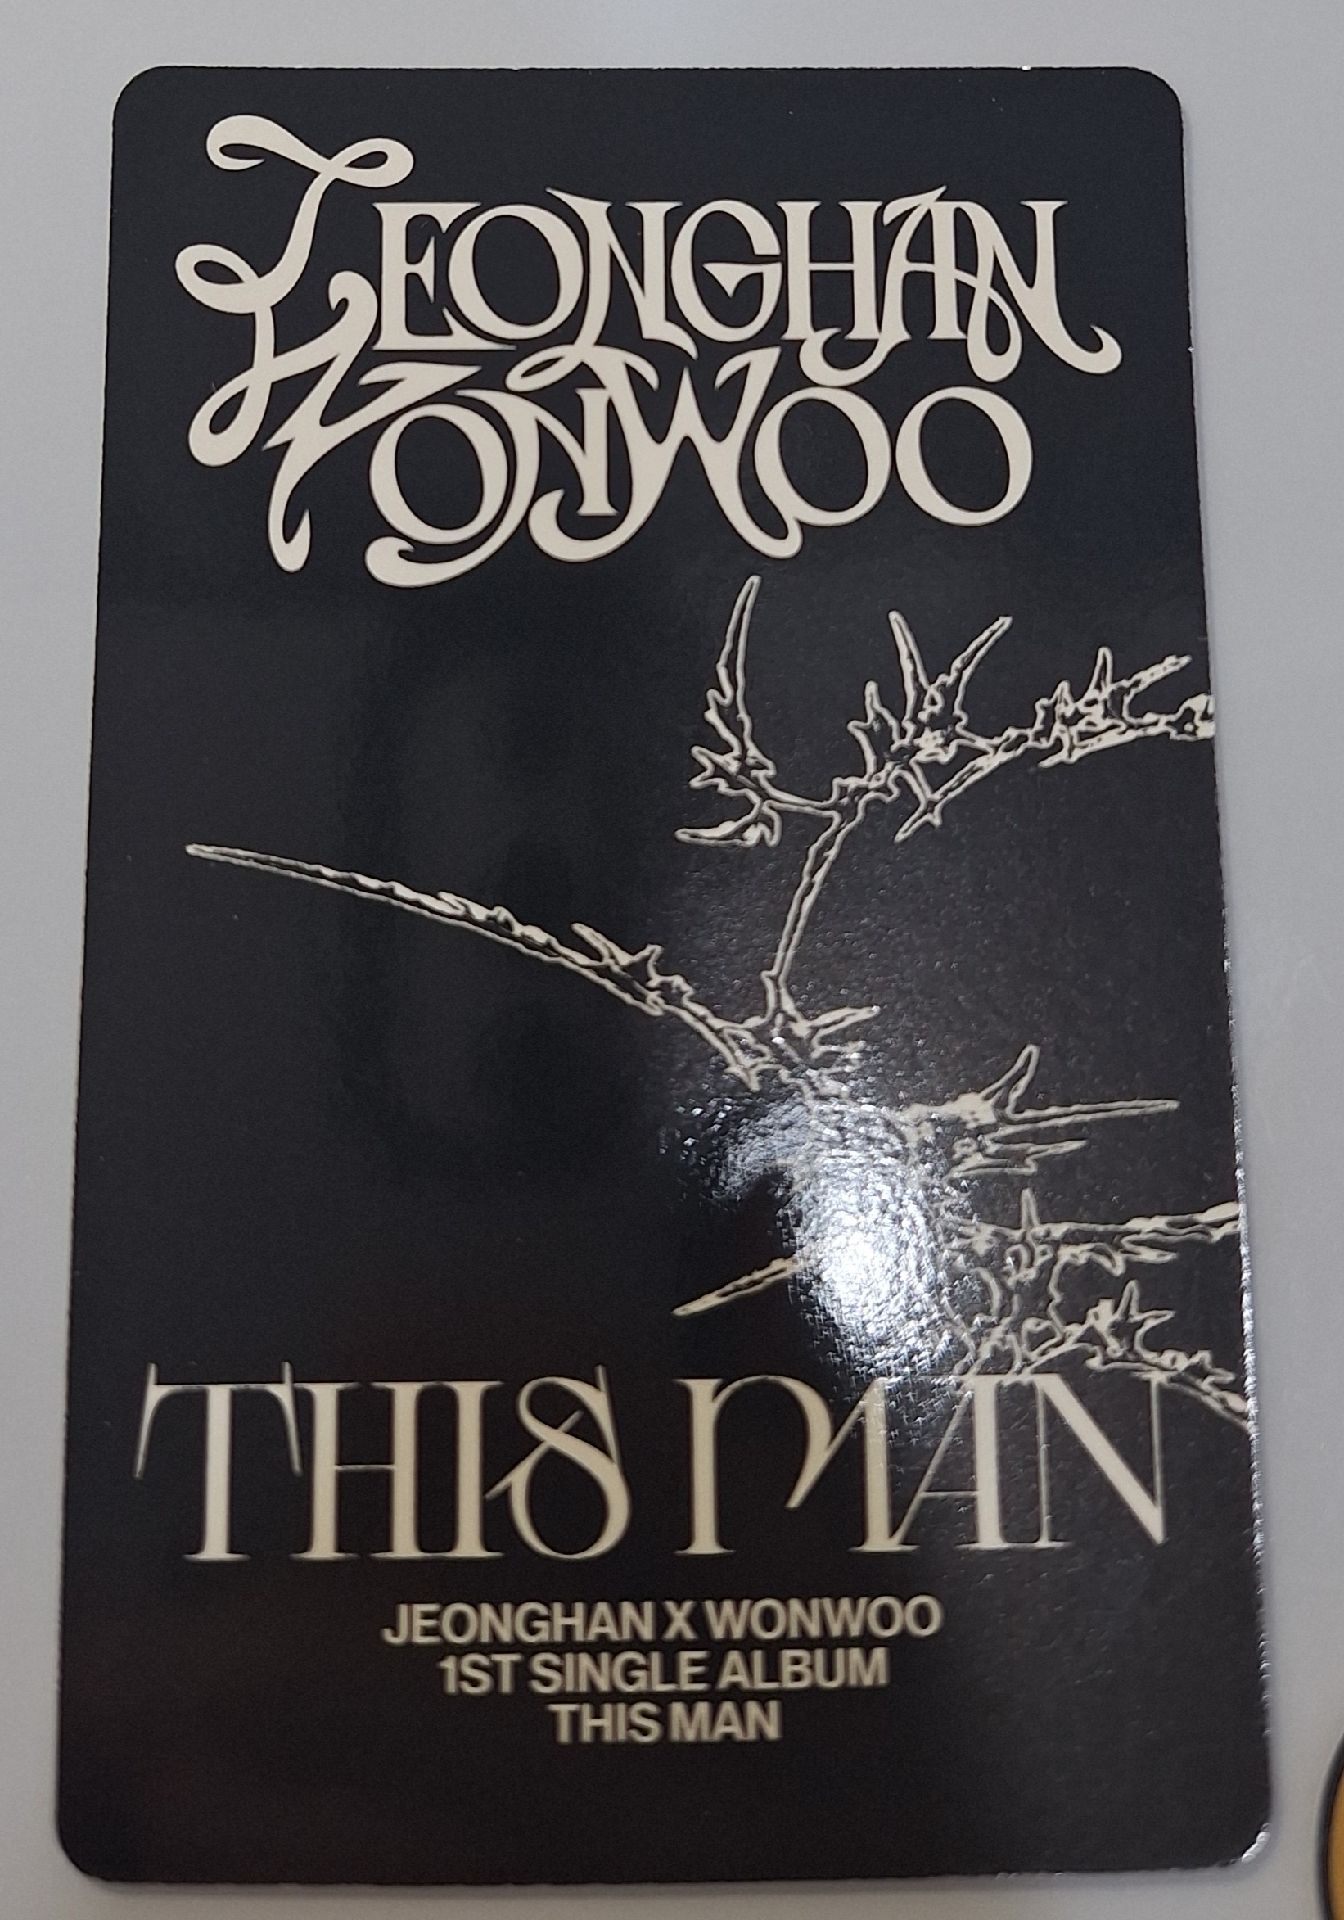 JEONGHAN
WONWOO
THIS MAN
JEONGHAN X WONWOO
1ST SINGLE ALBUM
THIS MAN